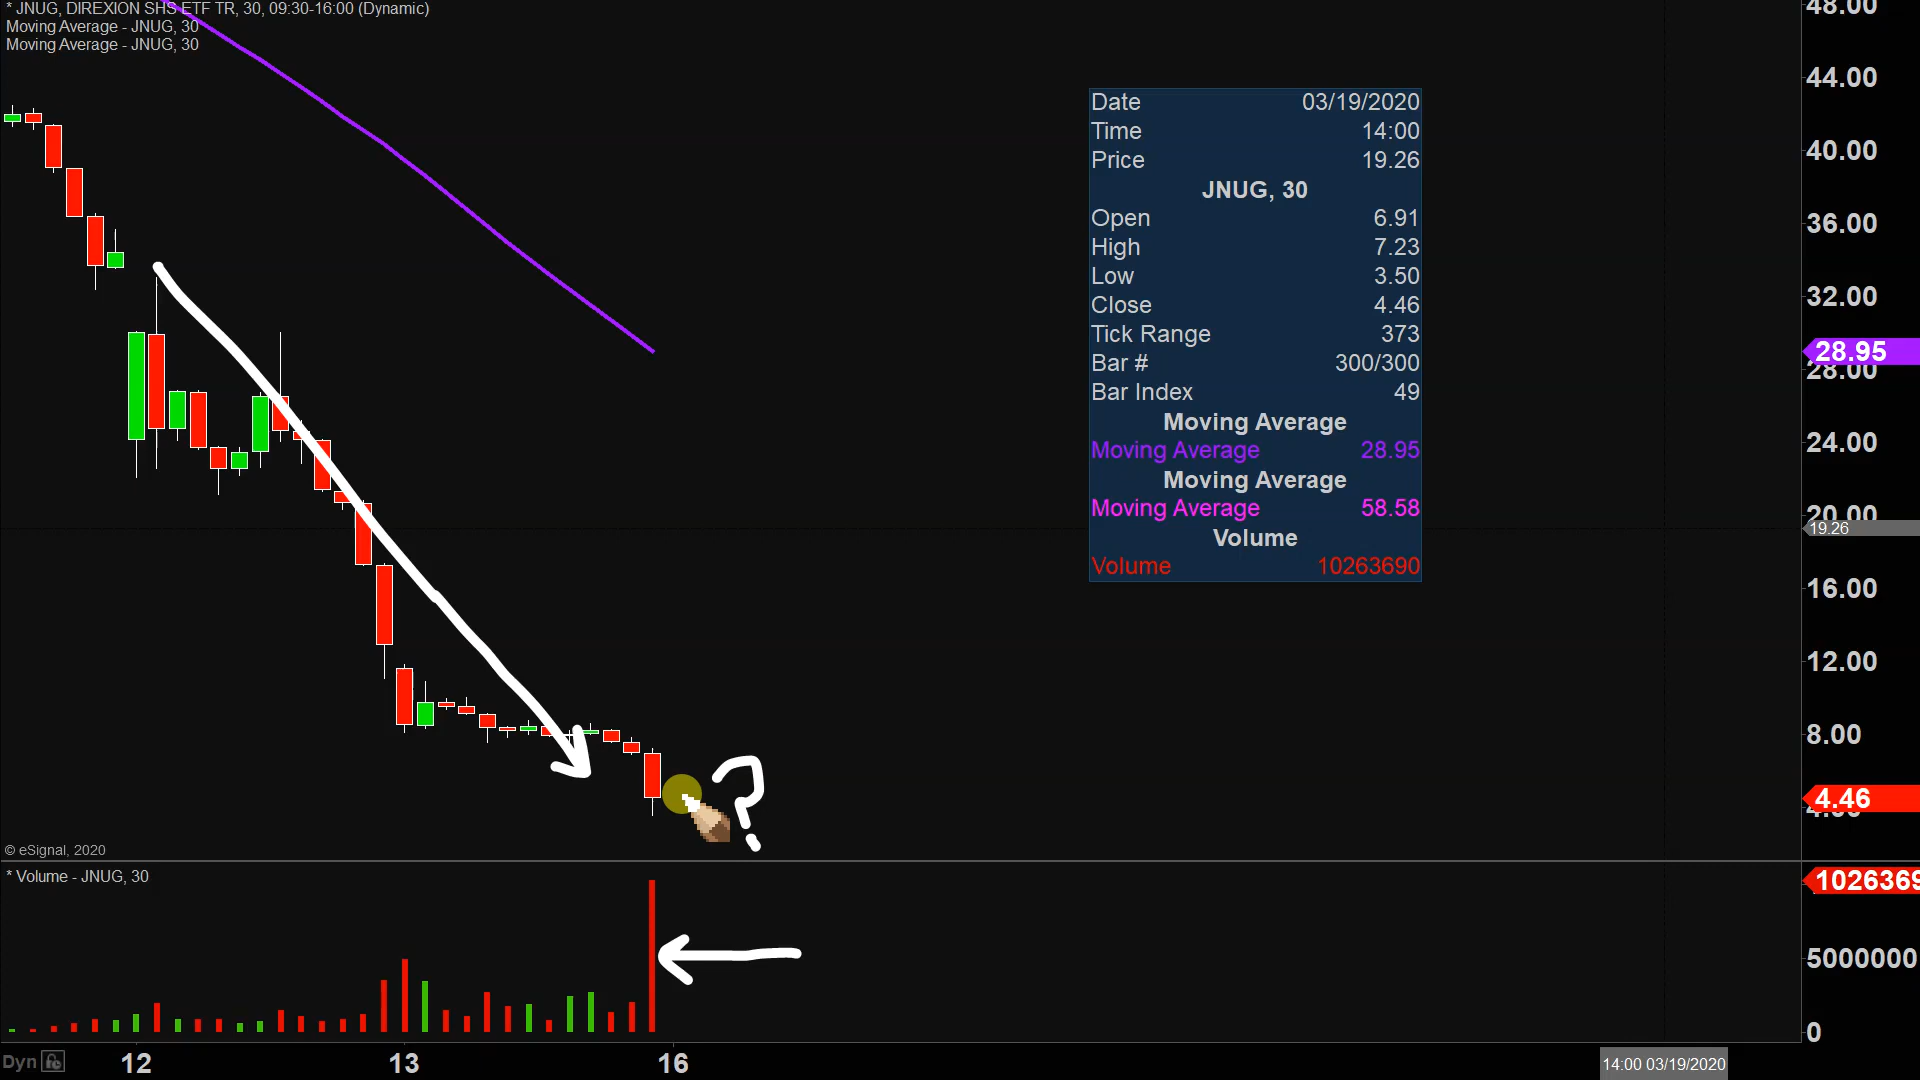 * JNUG, DIREXION SHS ETF TR, 30, 09:30-16:00 (Dynamic)
Moving Average - JNUG, 30
Moving Average - JNUG, 30
48.00
44.00
40.00
36.00
32.00
28.95
28.00
24.00
20.00
19.26
16.00
12.00
8.00
4.46
Date 03/19/2020
Time 14:00
Price 19.26
JNUG, 30
Open 6.91
High 7.23
Low 3.50
Close 4.46
Tick Range 373
Bar # 300/300
Bar Index 49
Moving Average
Moving Average 28.95
Moving Average
Moving Average 58.58
Volume
Volume 10263690
?
© eSignal, 2020
* Volume - JNUG, 30
1026369
5000000
0
Dyn
12
13
16
14:00 03/19/2020